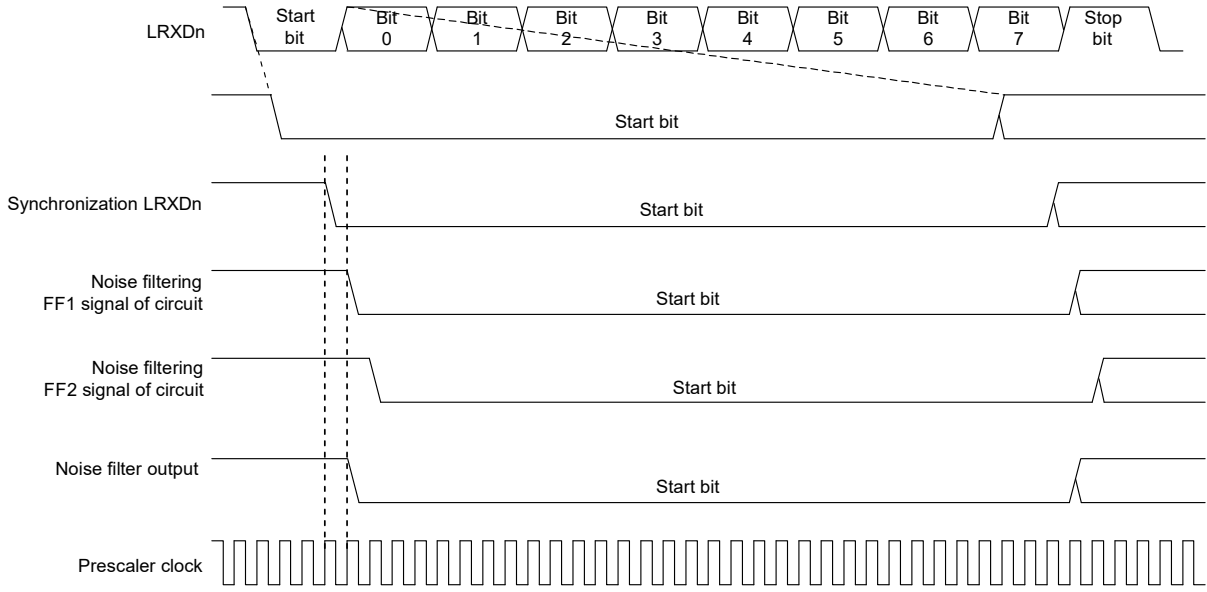 LRXDn
Start
bit
Bit
0
Bit
1
Bit
2
Bit
3
Bit
4
Bit
5
Bit
6
Bit
7
Stop
bit
Start bit
Synchronization LRXDn
Start bit
Noise filtering
FF1 signal of circuit
Start bit
Noise filtering
FF2 signal of circuit
Start bit
Noise filter output
Start bit
Prescaler clock